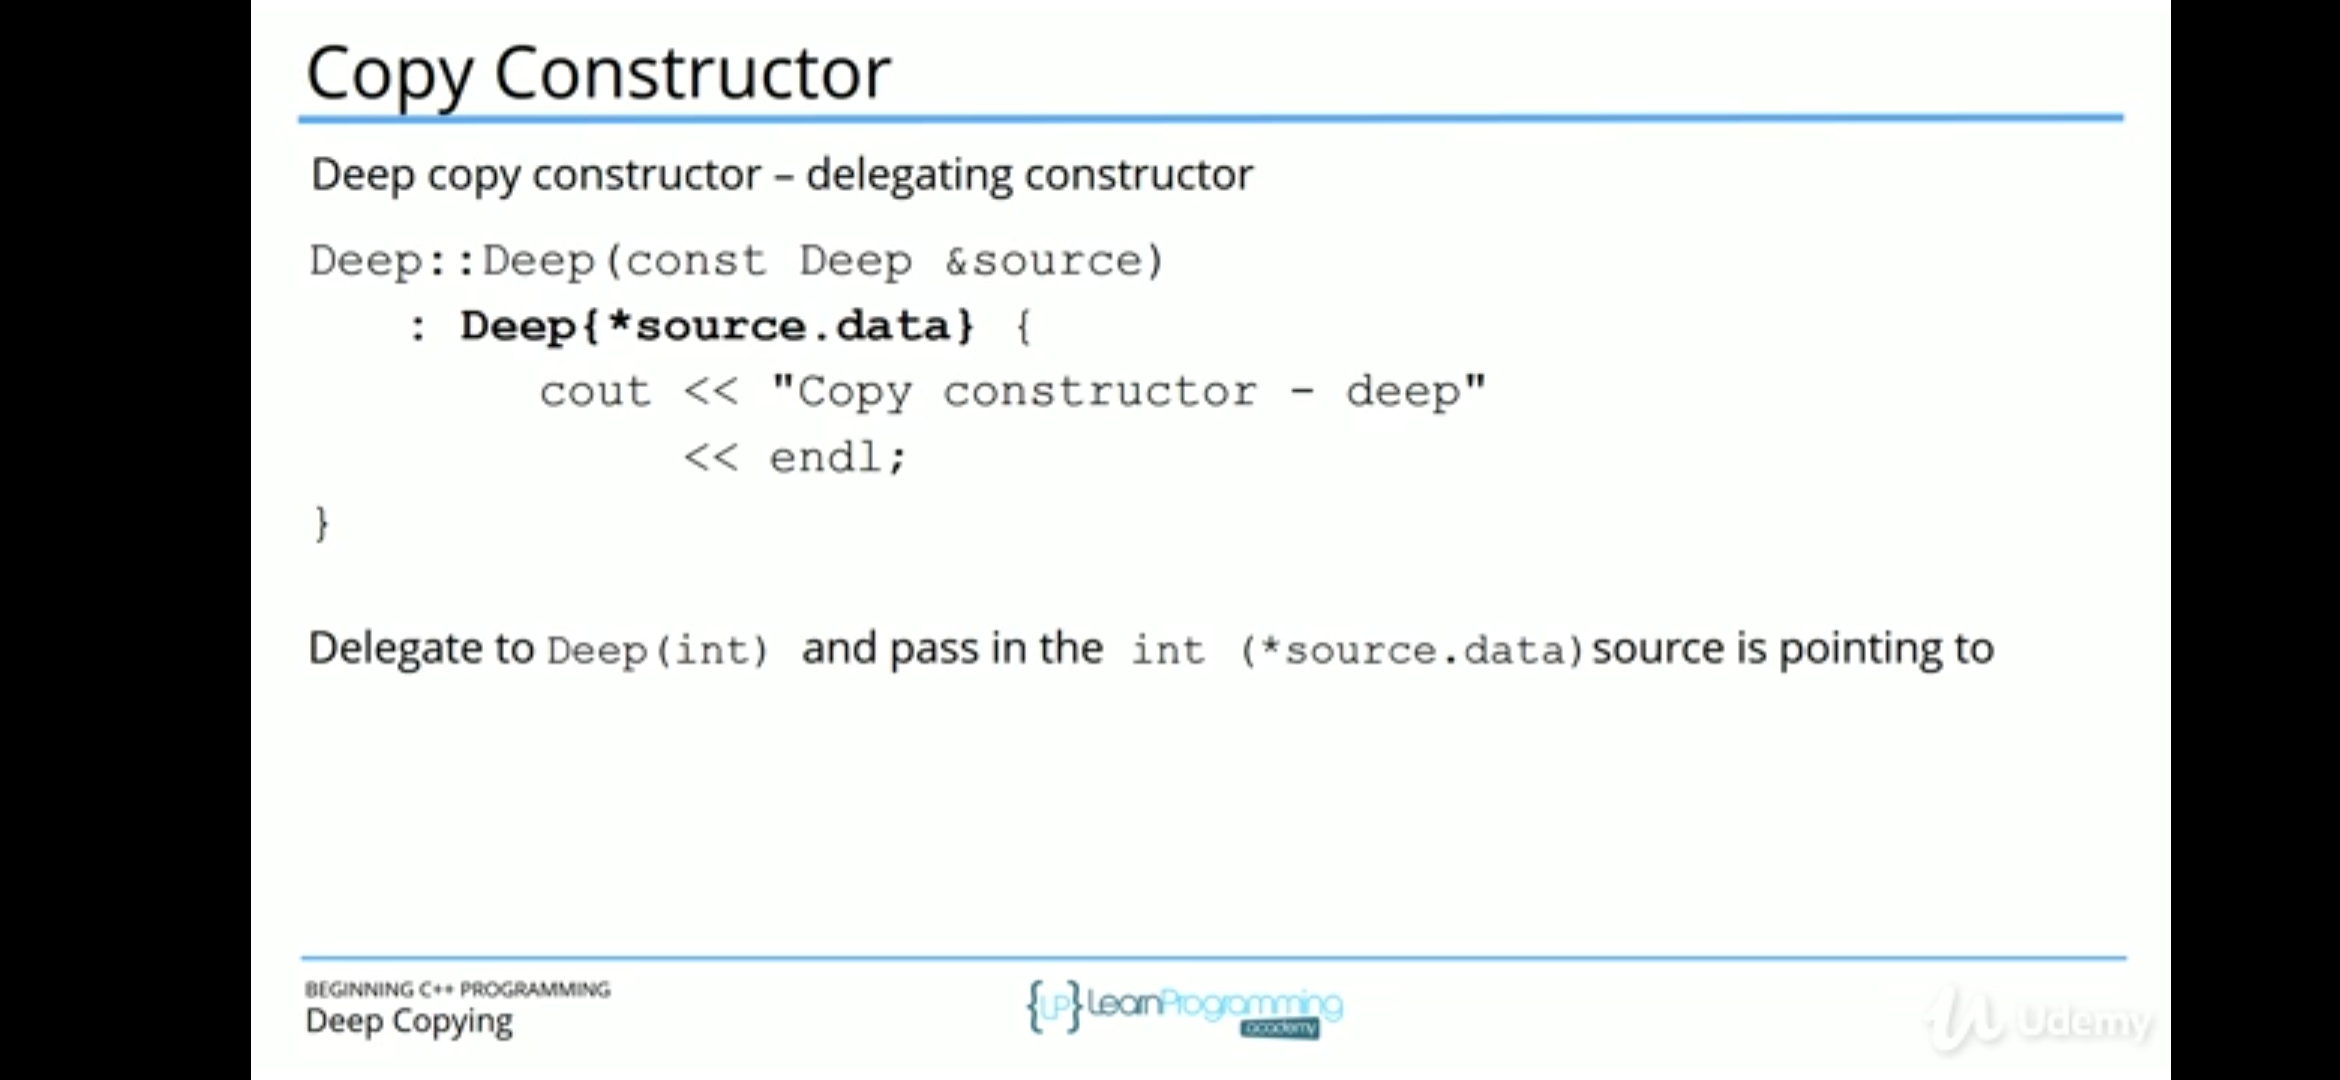 Copy Constructor
Deep copy constructor – delegating constructor
Deep::Deep(const Deep &source)
: Deep{*source.data} {
cout << "Copy constructor - deep"
<< endl;
}
Delegate to Deep(int) and pass in the int (*source.data) source is pointing to
BEGINNING C++ PROGRAMMING
Deep Copying
{LP} LearnProgramming
academy
Udemy